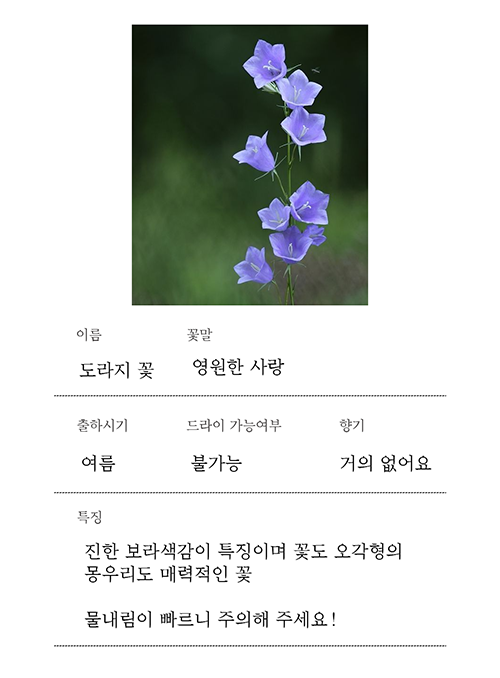 이름 꽃말
도라지 꽃 영원한 사랑
출하시기 드라이 가능여부 향기
여름 불가능 거의 없어요
특징
진한 보라색감이 특징이며 꽃도 오각형의
몽우리도 매력적인 꽃
물내림이 빠르니 주의해 주세요!